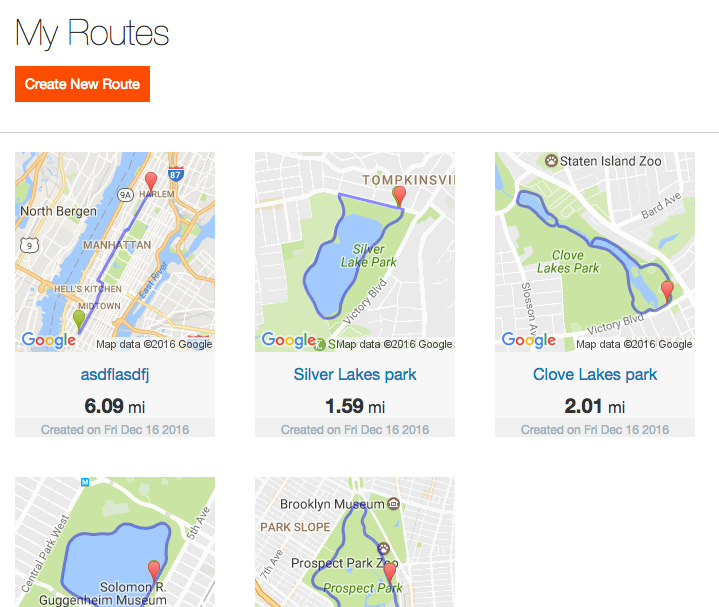 My Routes
Create New Route
87
9A
HARLEM
North Bergen
9
MANHATTAN
HELL'S KITCHEN
East River
MIDTOWN
Google
Map data ©2016 Google
asdflasdfj
6.09 mi
Created on Fri Dec 16 2016
TOMPKINSVI
Silver
Lake Park
Victory Blvd
Google
Map data ©2016 Google
Silver Lakes park
1.59 mi
Created on Fri Dec 16 2016
Staten Island Zoo
Bard Ave
Clove
Lakes Park
Slosson Av
Victory Blvd
Google
Map data ©2016 Google
Clove Lakes park
2.01 mi
Created on Fri Dec 16 2016
M
Central Park West
5th Ave
Solomon R.
Guggenheim Museum
Brooklyn Museum
PARK SLOPE
7th Ave
Prospect Park Zoo
Prospect Park